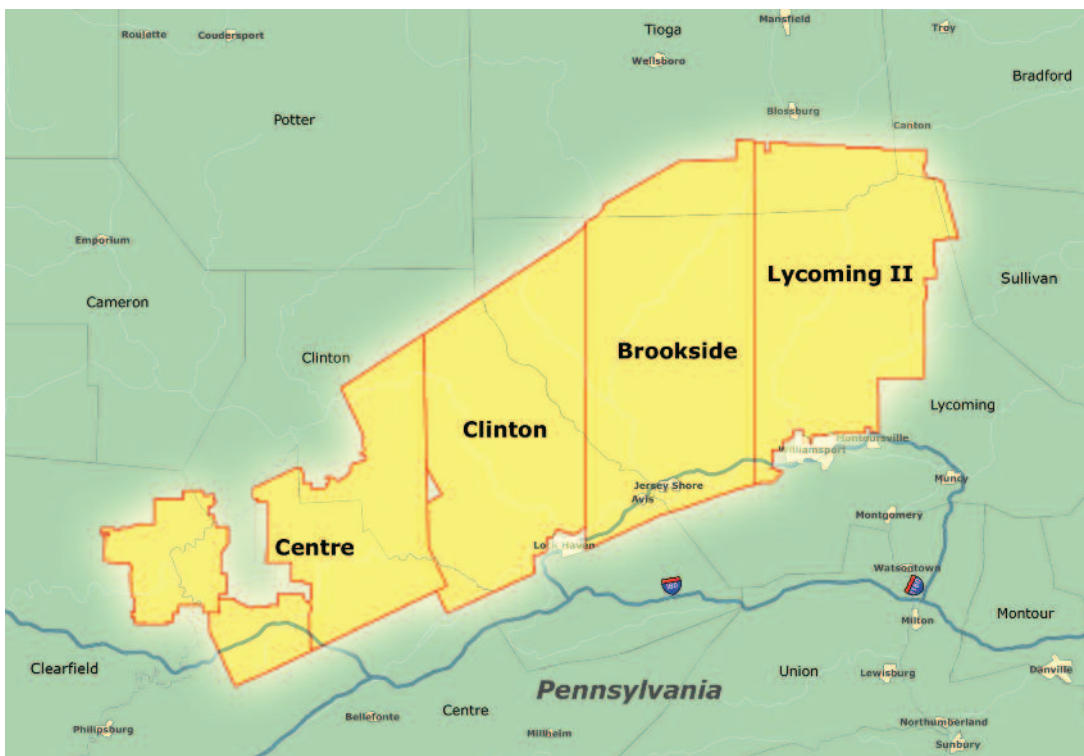 Mansfield
Tioga
Troy
Roulette
Coudersport
Wellsboro
Bradford
Potter
Blossburg
Canton
Emporium
Lycoming II
Sullivan
Cameron
Clinton
Brookside
Lycoming
Clinton
Montoursville
Williamsport
Jersey Shore
Muncy
Avis
Montgomery
Centre
Lock Haven
Watsontown
180
Montour
Milton
Clearfield
Union
Lewisburg
Danville
Pennsylvania
Centre
Bellefonte
Philipsburg
Millheim
Northumberland
Sunbury